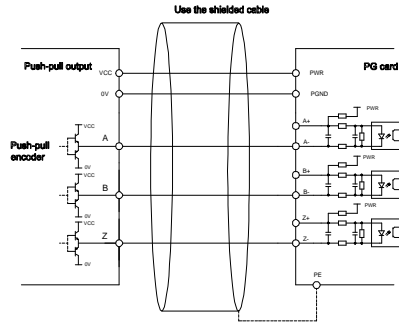 Use the shielded cable
Push-pull output
PG card
VCC
PWR
0V
PGND
Push-pull
encoder
VCC
A
0V
A+
A-
PWR
VCC
B
0V
B+
B-
PWR
VCC
Z
0V
Z+
Z-
PWR
PE